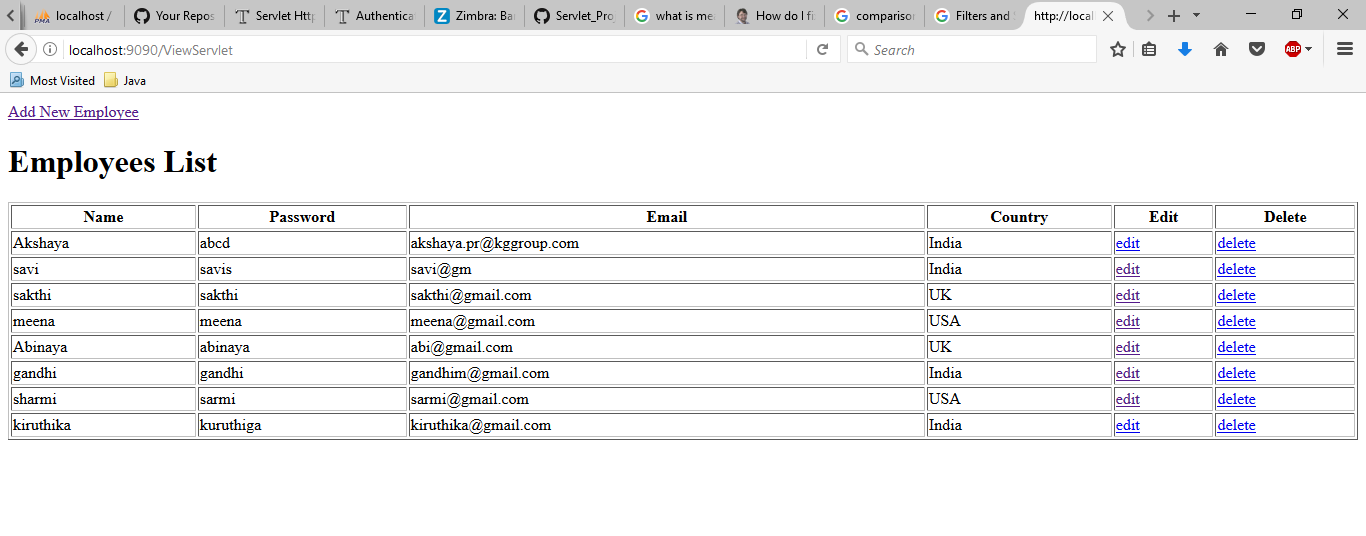 localhost /
Your Repos
Servlet Htt
Authentica
Zimbra: Ba
Servlet_Pro
what is me
How do I fi
comparison
Filters and
http://local
localhost:9090/ViewServlet
Search
ABP
Most Visited
Java
Add New Employee
Employees List
Name Password Email Country Edit Delete
Akshaya abcd akshaya.pr@kggroup.com India edit delete
savi savis savi@gm India edit delete
sakthi sakthi sakthi@gmail.com UK edit delete
meena meena meena@gmail.com USA edit delete
Abinaya abinaya abi@gmail.com UK edit delete
gandhi gandhi gandhim@gmail.com India edit delete
sharmi sarmi sarmi@gmail.com USA edit delete
kiruthika kuruthiga kiruthika@gmail.com India edit delete